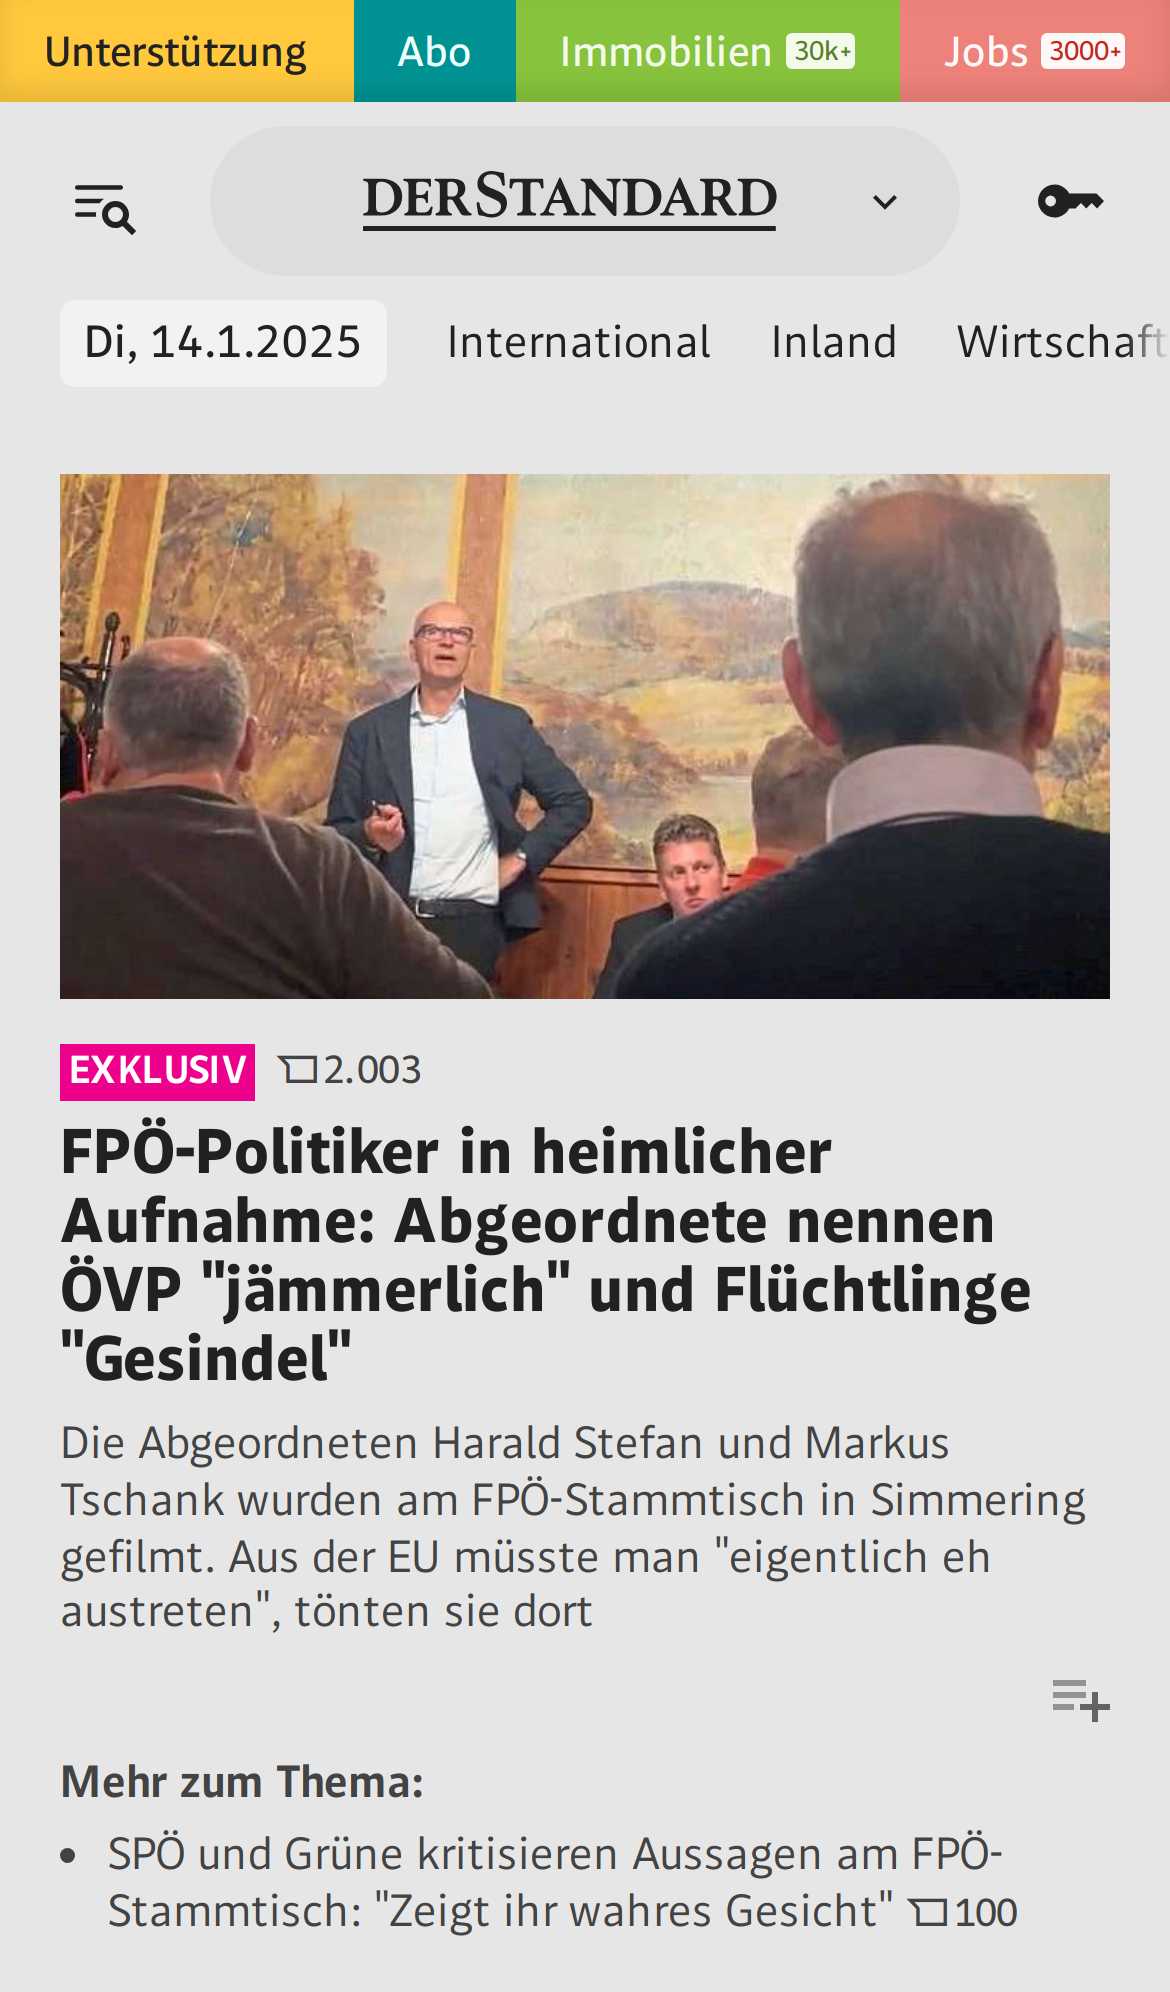 Unterstützung Abo Immobilien 30k+ Jobs 3000+
DERSTANDARD
Di, 14.1.2025 International Inland Wirtschaft
EXKLUSIV 2.003
FPÖ-Politiker in heimlicher
Aufnahme: Abgeordnete nennen
ÖVP "jämmerlich" und Flüchtlinge
"Gesindel"
Die Abgeordneten Harald Stefan und Markus
Tschank wurden am FPÖ-Stammtisch in Simmering
gefilmt. Aus der EU müsste man "eigentlich eh
austreten", tönten sie dort
Mehr zum Thema:
• SPÖ und Grüne kritisieren Aussagen am FPÖ-
Stammtisch: "Zeigt ihr wahres Gesicht" 100